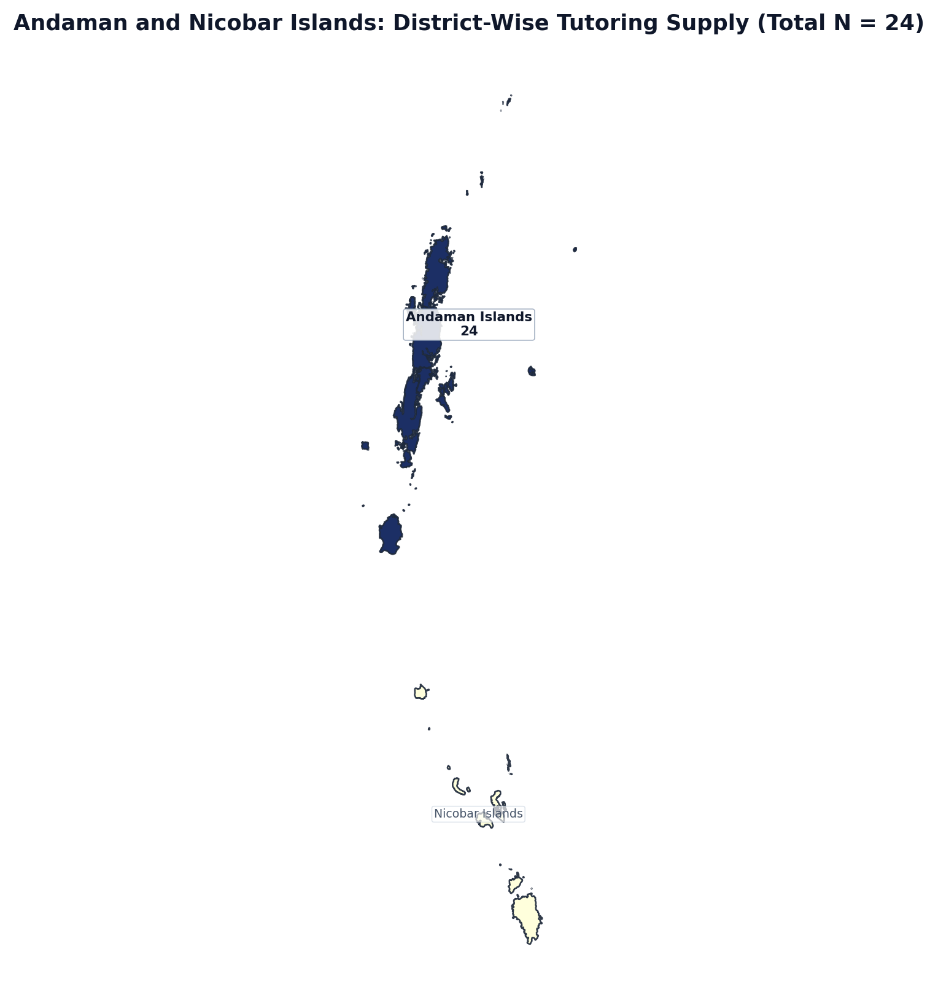 Andaman and Nicobar Islands: District-Wise Tutoring Supply (Total N = 24)
Andaman Islands
24
Nicobar Islands